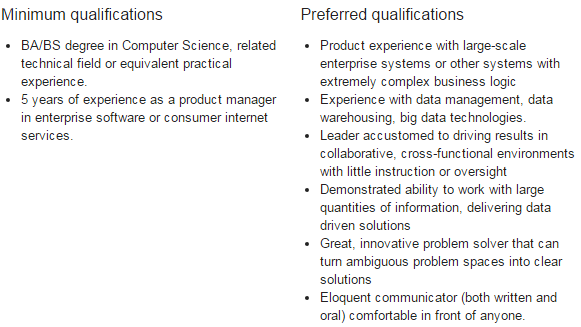 Minimum qualifications
• BA/BS degree in Computer Science, related
technical field or equivalent practical
experience.
• 5 years of experience as a product manager
in enterprise software or consumer internet
services.
Preferred qualifications
• Product experience with large-scale
enterprise systems or other systems with
extremely complex business logic
• Experience with data management, data
warehousing, big data technologies.
• Leader accustomed to driving results in
collaborative, cross-functional environments
with little instruction or oversight
• Demonstrated ability to work with large
quantities of information, delivering data
driven solutions
• Great, innovative problem solver that can
turn ambiguous problem spaces into clear
solutions
• Eloquent communicator (both written and
oral) comfortable in front of anyone.